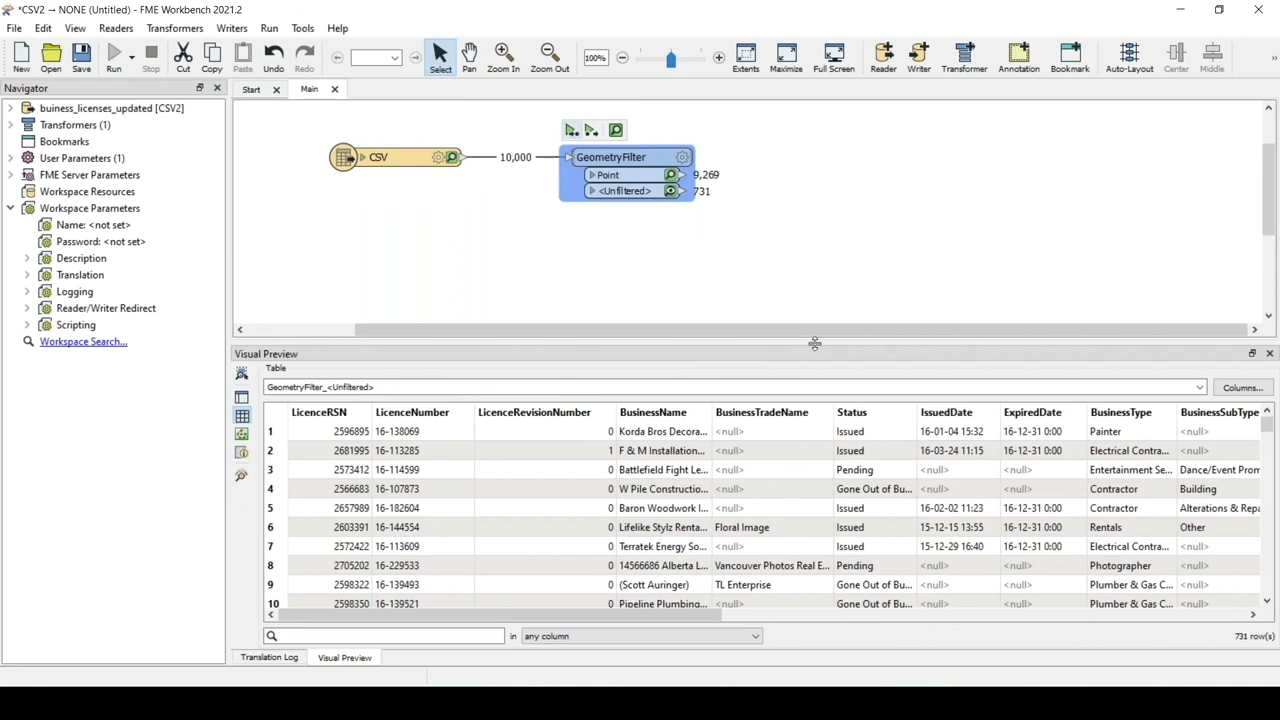 *CSV2 → NONE (Untitled) - FME Workbench 2021.2
File Edit View Readers Transformers Writers Run Help
New Open Save Run Stop Cut Copy Paste Undo Redo Select Pan Zoom In Zoom Out 100% Extents Maximize Full Screen Reader Writer Transformer Annotation Bookmark Auto-Layout Center Middle
Navigator
Start Main
buiness_licenses_updated [CSV2]
Transformers (1)
Bookmarks
User Parameters (1)
FME Server Parameters
Workspace Resources
Workspace Parameters
Name: <not set>
Password: <not set>
Description
Translation
Logging
Reader/Writer Redirect
Scripting
Workspace Search...
CSV 10,000 GeometryFilter
Point 9,269
<Unfiltered> 731
Visual Preview
Table
GeometryFilter_<Unfiltered> Columns...
LicenceRSN LicenceNumber LicenceRevisionNumber BusinessName BusinessTradeName Status IssuedDate ExpiredDate BusinessType BusinessSubType
1 2596895 16-138069 0 Korda Bros Decora... <null> Issued 16-01-04 15:32 16-12-31 0:00 Painter <null>
2 2681995 16-113285 1 F & M Installation... <null> Issued 16-03-24 11:15 16-12-31 0:00 Electrical Contra... <null>
3 2573412 16-114599 0 Battlefield Fight Le... <null> Pending <null> <null> Entertainment Se... Dance/Event Prom
4 2566683 16-107873 0 W Pile Constructio... <null> Gone Out of Bu... <null> <null> Contractor Building
5 2657989 16-182604 0 Baron Woodwork I... <null> Issued 16-02-02 11:23 16-12-31 0:00 Contractor Alterations & Repa
6 2603391 16-144554 0 Lifelike Stylz Renta... Floral Image Issued 15-12-15 13:55 16-12-31 0:00 Rentals Other
7 2572422 16-113609 0 Terratek Energy So... <null> Issued 15-12-29 16:40 16-12-31 0:00 Electrical Contra... <null>
8 2705202 16-229533 0 14566686 Alberta L... Vancouver Photos Real E... Pending <null> <null> Photographer <null>
9 2598322 16-139493 0 (Scott Auringer) TL Enterprise Gone Out of Bu... <null> <null> Plumber & Gas C... <null>
10 2598350 16-139521 0 Pipeline Plumbing... <null> Gone Out of Bu... <null> <null> Plumber & Gas C... <null>
in any column 731 row(s)
Translation Log Visual Preview